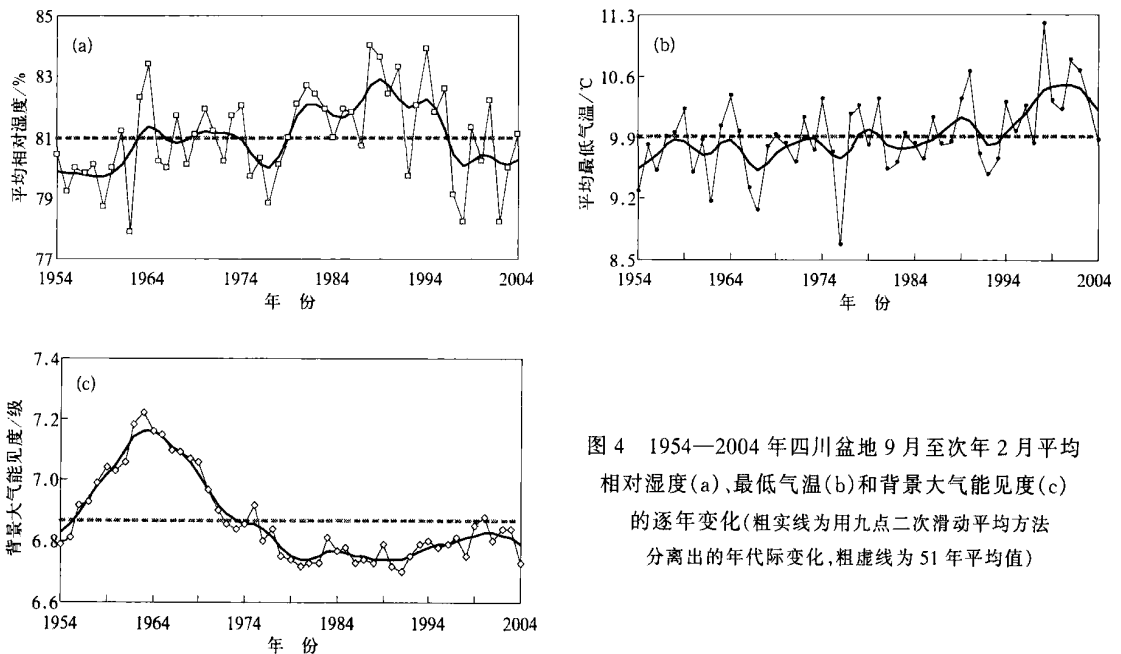 85
83
81
79
77
(a)
平均相对湿度/%
1954
1964
1974
1984
1994
2004
年 份
11.3
10.6
9.9
9.2
8.5
(b)
平均最低气温/℃
1954
1964
1974
1984
1994
2004
年 份
7.4
7.2
7.0
6.8
6.6
(c)
背景大气能见度/级
1954
1964
1974
1984
1994
2004
年 份
图 4 1954—2004 年四川盆地 9 月至次年 2 月平均
相对湿度(a)、最低气温(b)和背景大气能见度(c)
的逐年变化(粗实线为用九点二次滑动平均方法
分离出的年代际变化,粗虚线为 51 年平均值)